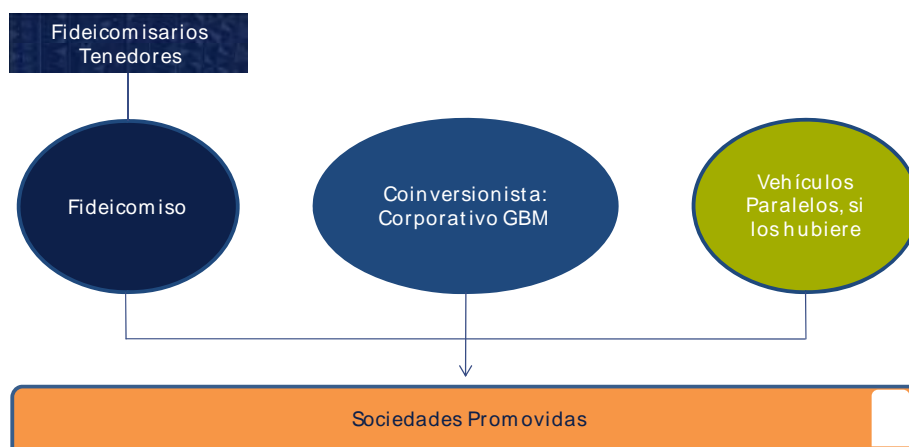 Fideicomisarios
Tenedores
Fideicomiso
Coinversionista:
Corporativo GBM
Vehículos
Paralelos, si
los hubiere
Sociedades Promovidas